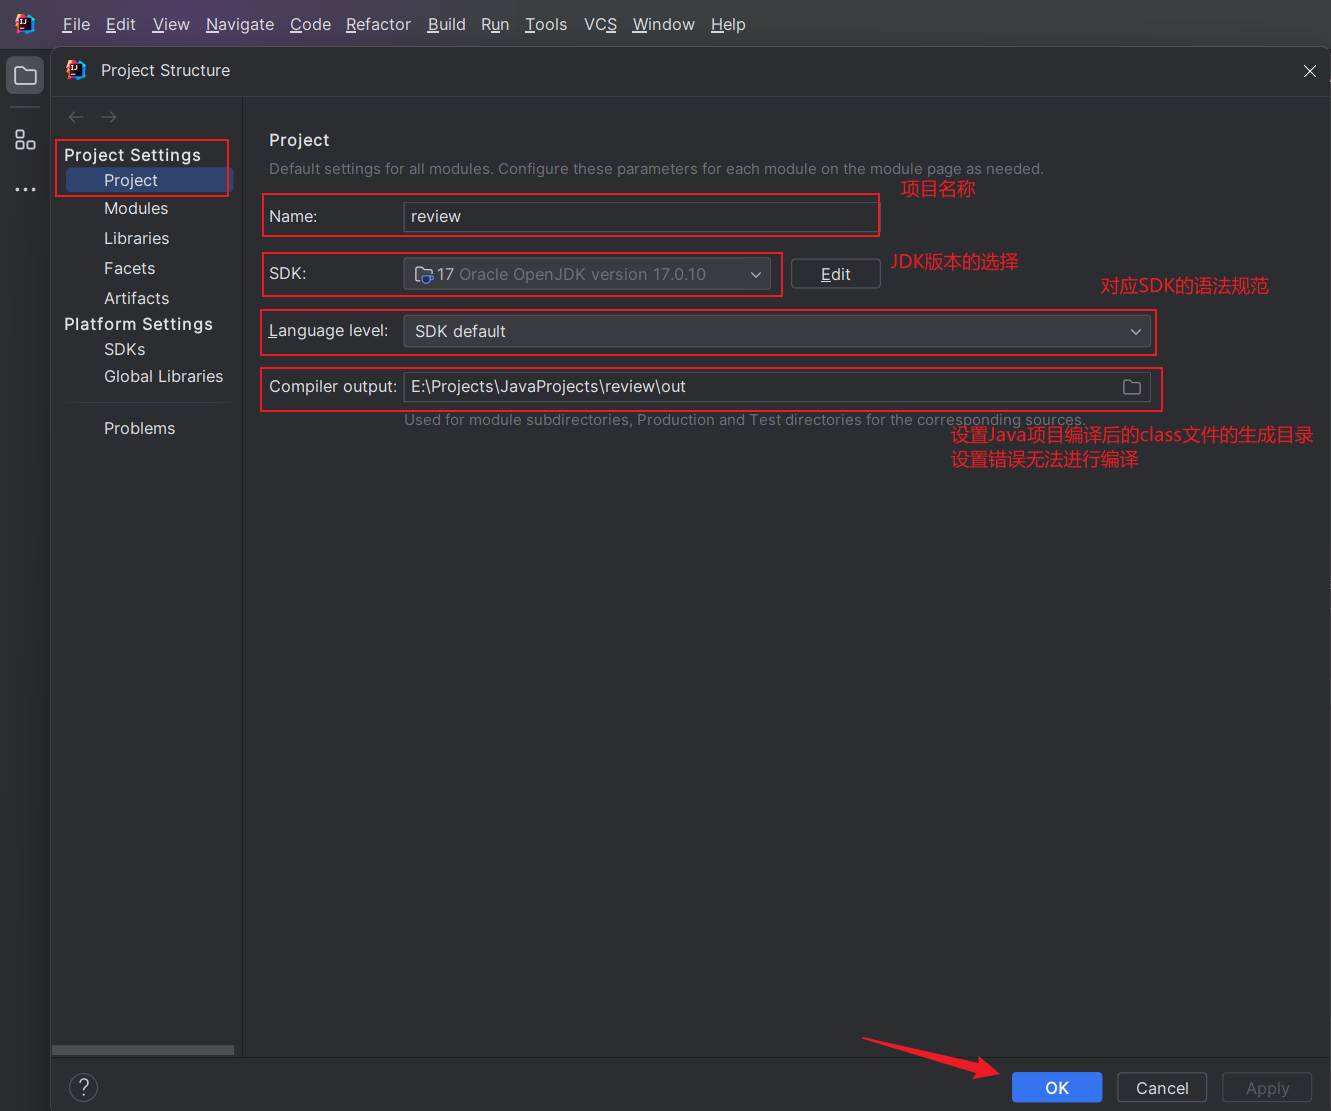 File Edit View Navigate Code Refactor Build Run Tools VCS Window Help
Project Structure
Project Settings
Project
Modules
Libraries
Facets
Artifacts
Platform Settings
SDKs
Global Libraries
Problems
Project
Default settings for all modules. Configure these parameters for each module on the module page as needed.
项目名称
Name: review
JDK版本的选择
SDK: 17 Oracle OpenJDK version 17.0.10 Edit
对应SDK的语法规范
Language level: SDK default
Compiler output: E:\Projects\JavaProjects\review\out
Used for module subdirectories, Production and Test directories for the corresponding sources.
设置Java项目编译后的class文件的生成目录
设置错误无法进行编译
? OK Cancel Apply